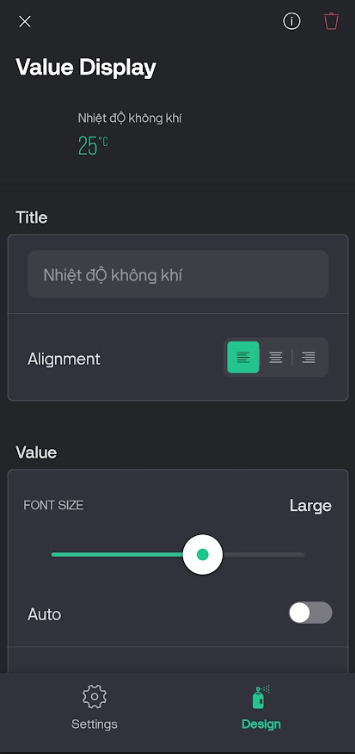 Value Display
Nhiệt độ không khí
25°C
Title
Nhiệt độ không khí
Alignment
Value
FONT SIZE
Large
Auto
Settings
Design